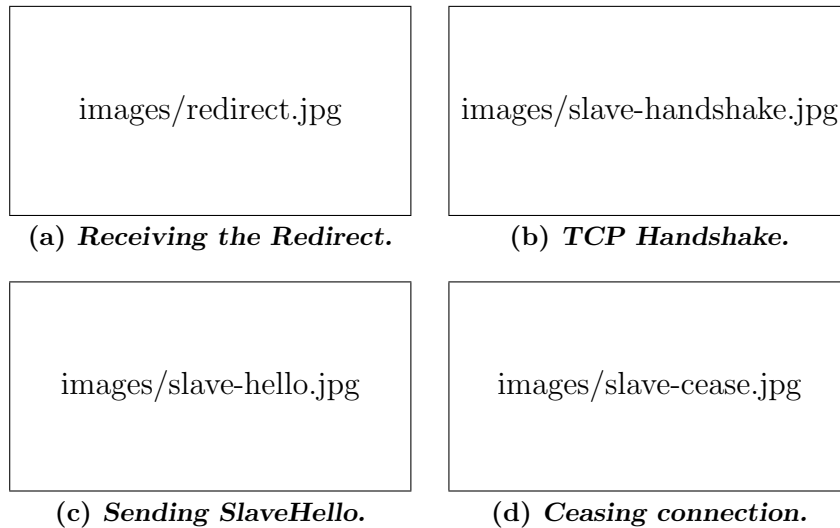 images/redirect.jpg
images/slave-handshake.jpg
(a) Receiving the Redirect.
(b) TCP Handshake.
images/slave-hello.jpg
images/slave-cease.jpg
(c) Sending SlaveHello.
(d) Ceasing connection.